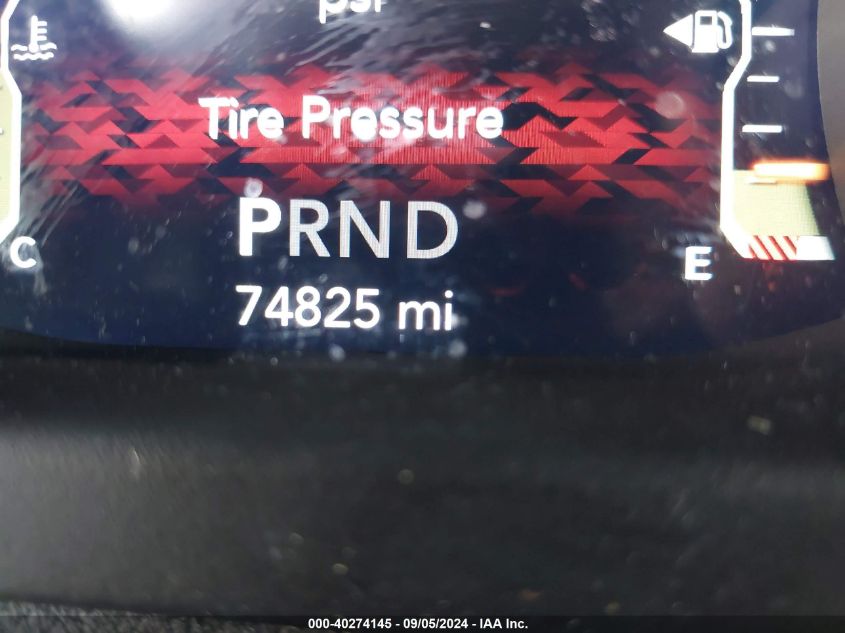 psi
Tire Pressure
PRND
C
E
74825 mi
000-40274145 - 09/05/2024 - IAA Inc.